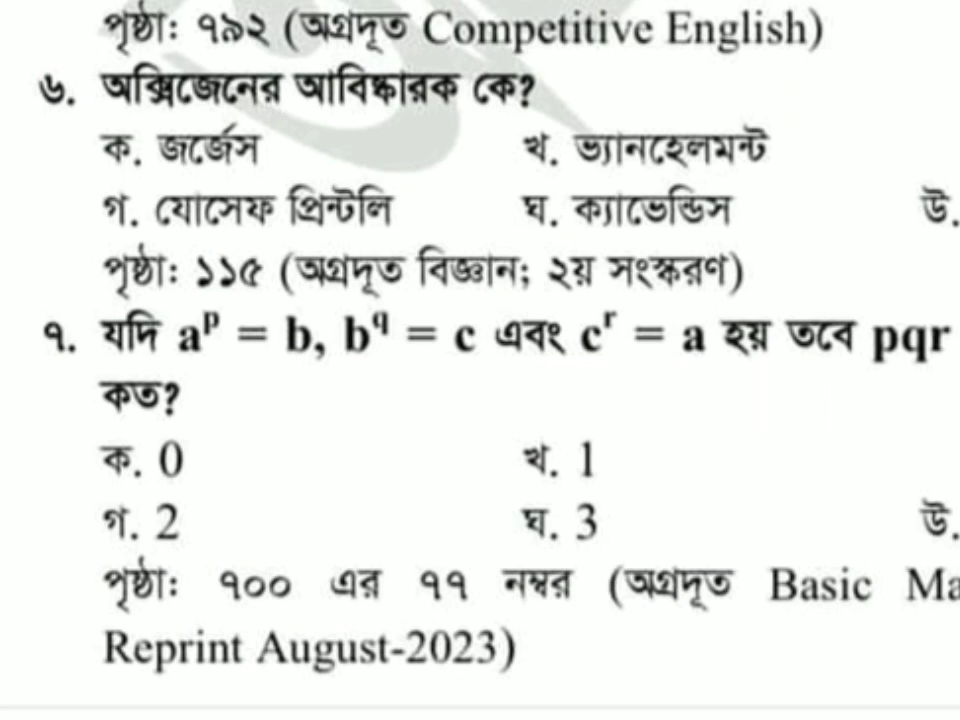 পৃষ্ঠা: ৭৯২ (অগ্রদূত Competitive English)
৬. অক্সিজেনের আবিষ্কারক কে?
ক. জর্জেস খ. ভ্যানহেলমন্ট
গ. যোসেফ প্রিন্টলি ঘ. ক্যাভেন্ডিস উ.
পৃষ্ঠা: ১১৫ (অগ্রদূত বিজ্ঞান; ২য় সংস্করণ)
৭. যদি aᵖ = b, b^q = c এবং cʳ = a হয় তবে pqr
কত?
ক. 0 খ. 1
গ. 2 ঘ. 3 উ.
পৃষ্ঠা: ৭০০ এর ৭৭ নম্বর (অগ্রদূত Basic Ma
Reprint August-2023)